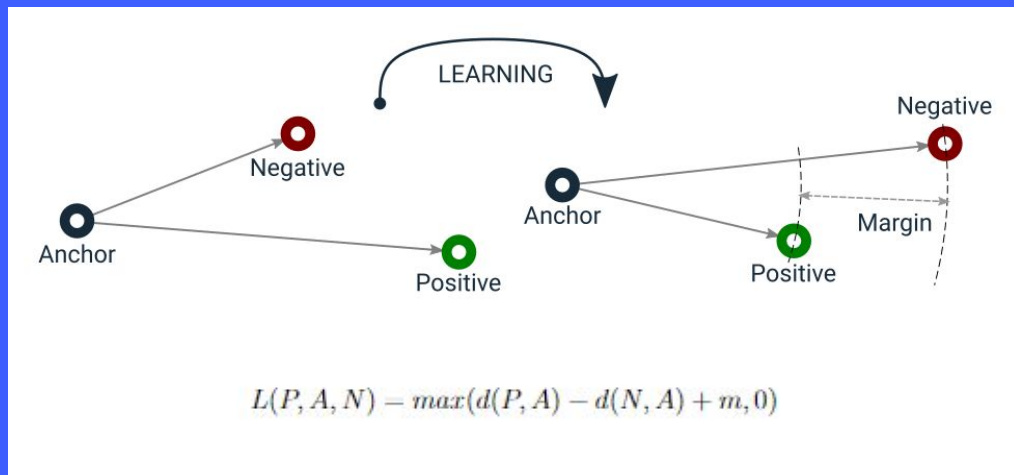 LEARNING
Negative
Anchor
Positive
Negative
Anchor
Margin
Positive
L(P, A, N) = max(d(P, A) − d(N, A) + m, 0)